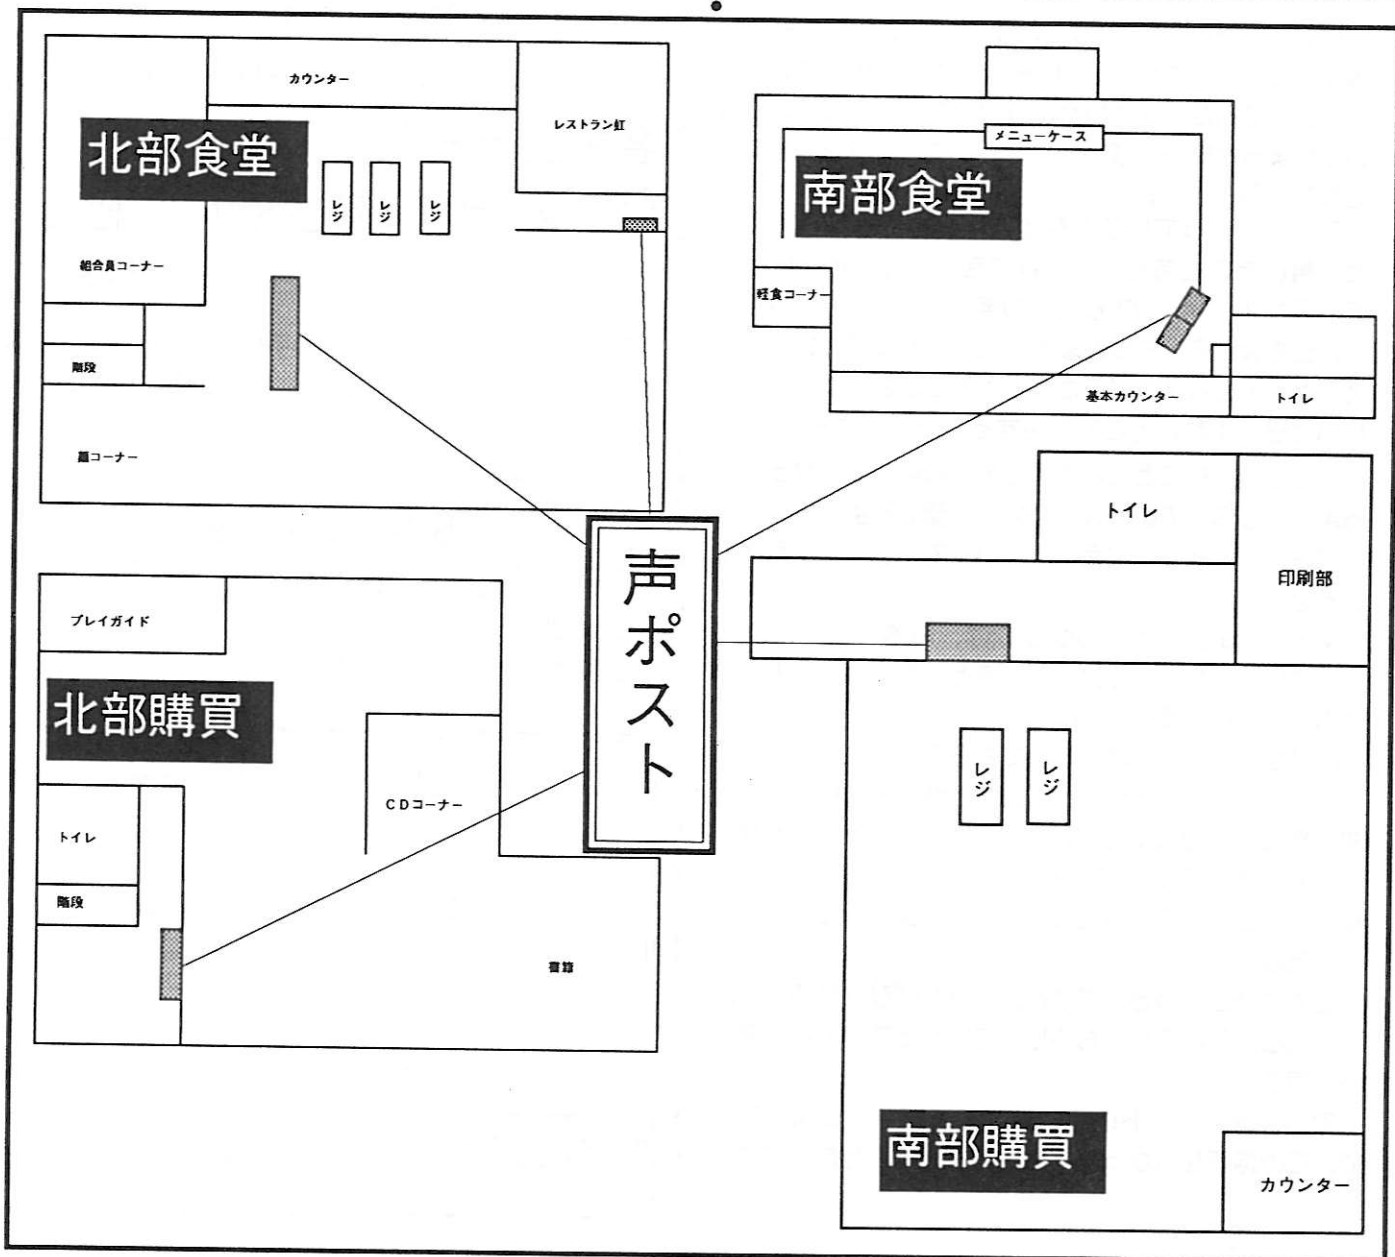 カウンター
レストラン虹
北部食堂
レジ
レジ
レジ
組合員コーナー
階段
麺コーナー
メニューケース
南部食堂
軽食コーナー
基本カウンター
トイレ
声ポスト
プレイガイド
北部購買
CDコーナー
トイレ
階段
書籍
トイレ
印刷部
レジ
レジ
南部購買
カウンター